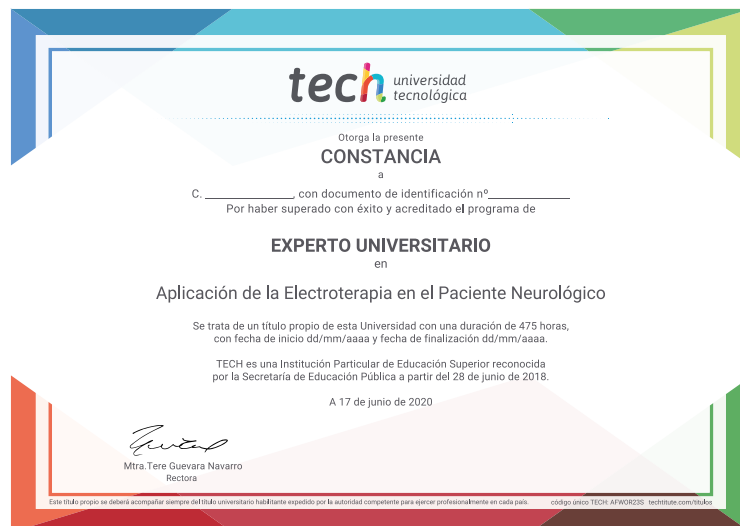 tech universidad
tecnológica
Otorga la presente
CONSTANCIA
a
C. ______________, con documento de identificación nº______________
Por haber superado con éxito y acreditado el programa de
EXPERTO UNIVERSITARIO
en
Aplicación de la Electroterapia en el Paciente Neurológico
Se trata de un título propio de esta Universidad con una duración de 475 horas,
con fecha de inicio dd/mm/aaaa y fecha de finalización dd/mm/aaaa.
TECH es una Institución Particular de Educación Superior reconocida
por la Secretaría de Educación Pública a partir del 28 de junio de 2018.
A 17 de junio de 2020
Mtra.Tere Guevara Navarro
Rectora
Este título propio se deberá acompañar siempre del título universitario habilitante expedido por la autoridad competente para ejercer profesionalmente en cada país. código único TECH: AFWOR23S techtitute.com/titulos